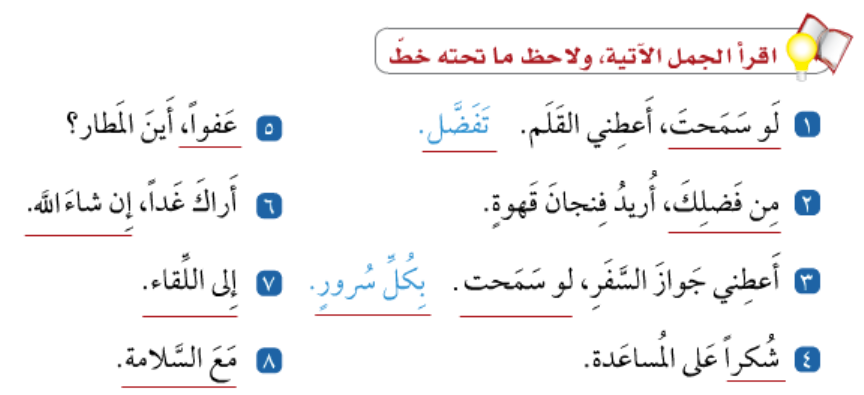 اقرأ الجمل الآتية، ولاحظ ما تحته خطّ
١ لَو سَمَحتَ، أَعطِني القَلَم. تَفَضَّل.
٢ مِن فَضلِكَ، أُريدُ فِنجانَ قَهوةٍ.
٣ أَعطِني جَوازَ السَّفَرِ، لو سَمَحت. بِكُلِّ سُرورٍ.
٤ شُكراً عَلى المُساعَدة.
٥ عَفواً، أَينَ المَطار؟
٦ أَراكَ غَداً، إِن شاءَ الله.
٧ إِلى اللِّقاء.
٨ مَعَ السَّلامة.